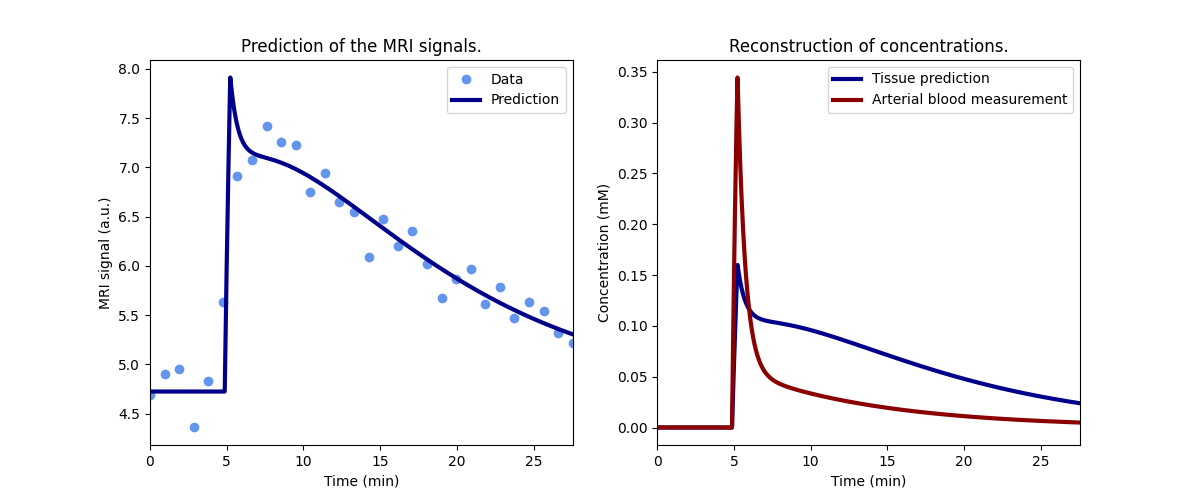 Prediction of the MRI signals.
MRI signal (a.u.)
8.0
7.5
7.0
6.5
6.0
5.5
5.0
4.5
Data
Prediction
0 5 10 15 20 25
Time (min)
Reconstruction of concentrations.
Concentration (mM)
0.35
0.30
0.25
0.20
0.15
0.10
0.05
0.00
Tissue prediction
Arterial blood measurement
0 5 10 15 20 25
Time (min)